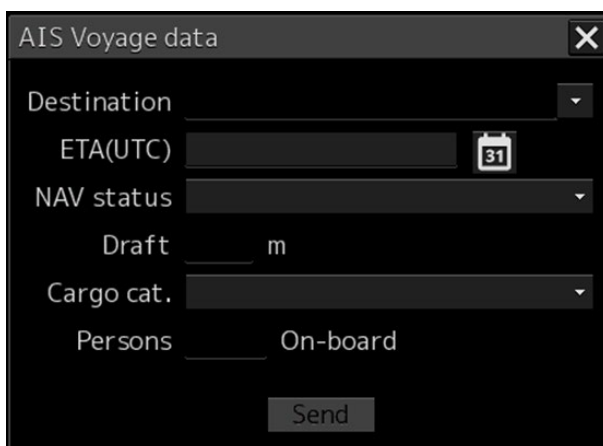 AIS Voyage data
Destination
ETA(UTC) 31
NAV status
Draft m
Cargo cat.
Persons On-board
Send